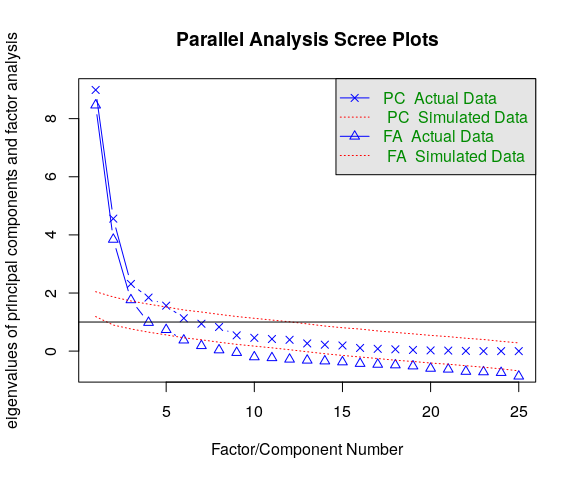 Parallel Analysis Scree Plots
eigenvalues of principal components and factor analysis
8
6
4
2
0
PC Actual Data
PC Simulated Data
FA Actual Data
FA Simulated Data
5
10
15
20
25
Factor/Component Number